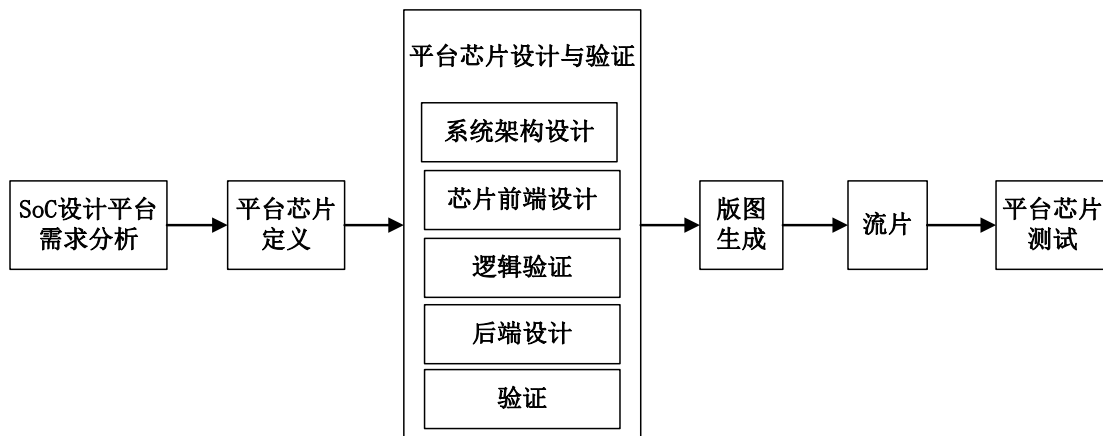 平台芯片设计与验证
系统架构设计
芯片前端设计
逻辑验证
后端设计
验证
SoC设计平台
需求分析
平台芯片
定义
版图
生成
流片
平台芯片
测试